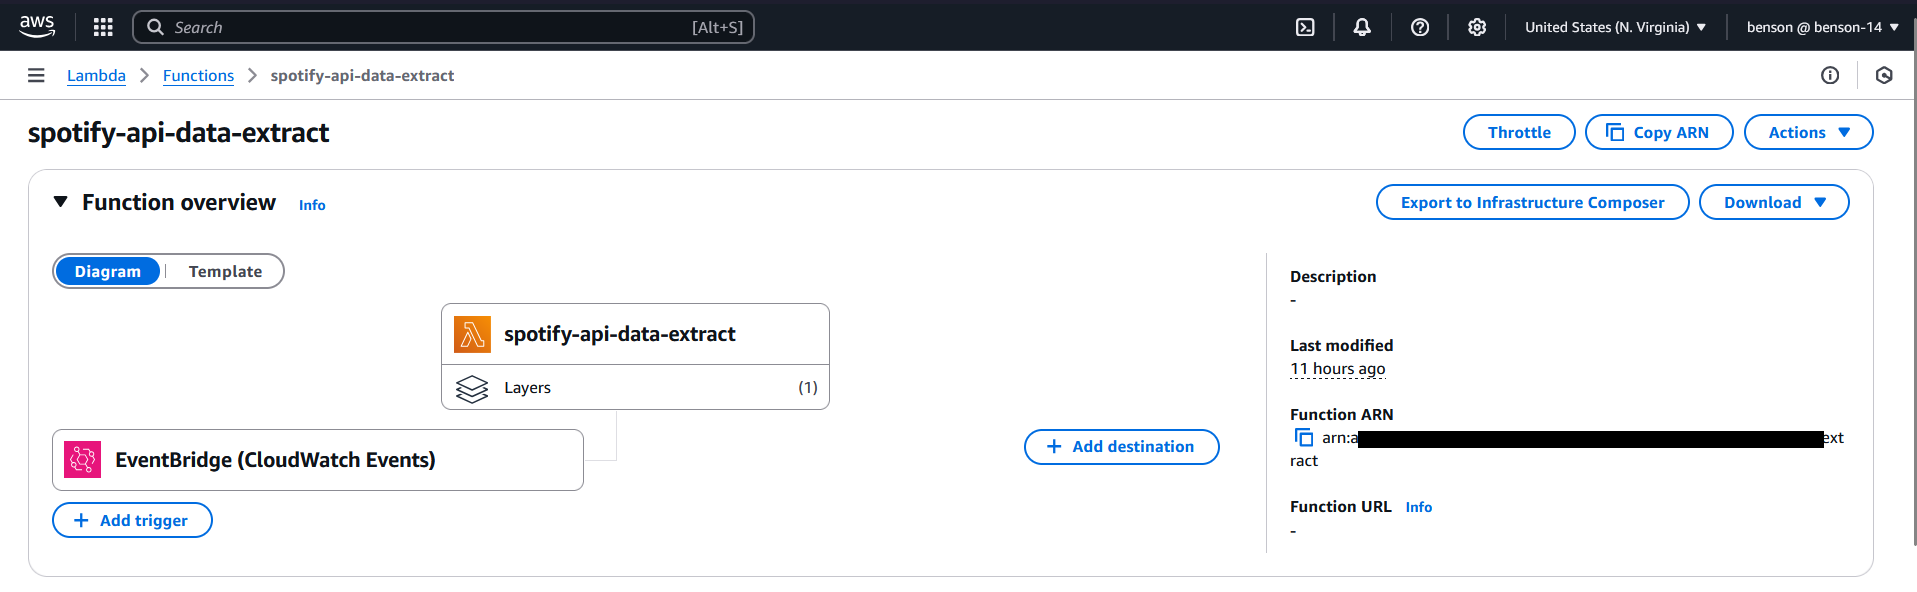 aws
Search [Alt+S] United States (N. Virginia) benson @ benson-14
Lambda Functions spotify-api-data-extract
spotify-api-data-extract
Throttle Copy ARN Actions
Function overview Info
Export to Infrastructure Composer Download
Diagram Template
spotify-api-data-extract
Layers (1)
EventBridge (CloudWatch Events)
+ Add trigger
+ Add destination
Description
-
Last modified
11 hours ago
Function ARN
arn:a ext
ract
Function URL Info
-